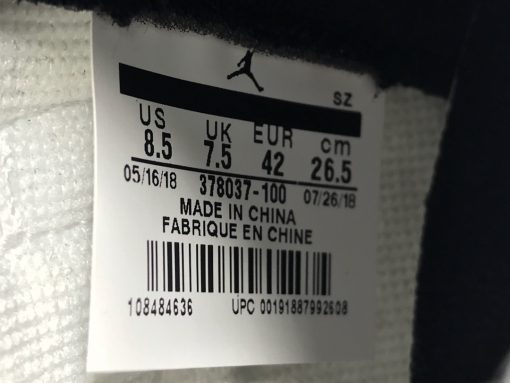 SZ
US UK EUR cm
8.5 7.5 42 26.5
05/16/18 378037-100 07/26/18
MADE IN CHINA
FABRIQUE EN CHINE
108484636 UPC 00191887992608